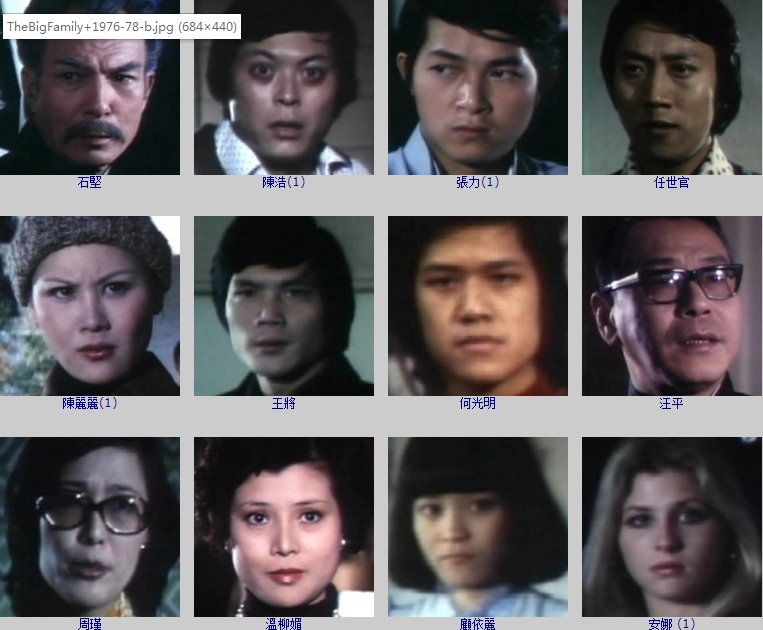 TheBigFamily+1976-78-b.jpg (684×440)
石堅
陳浩(1)
張力(1)
任世官
陳麗麗(1)
王將
何光明
汪平
周瑾
溫柳媚
顧依麗
安娜 (1)